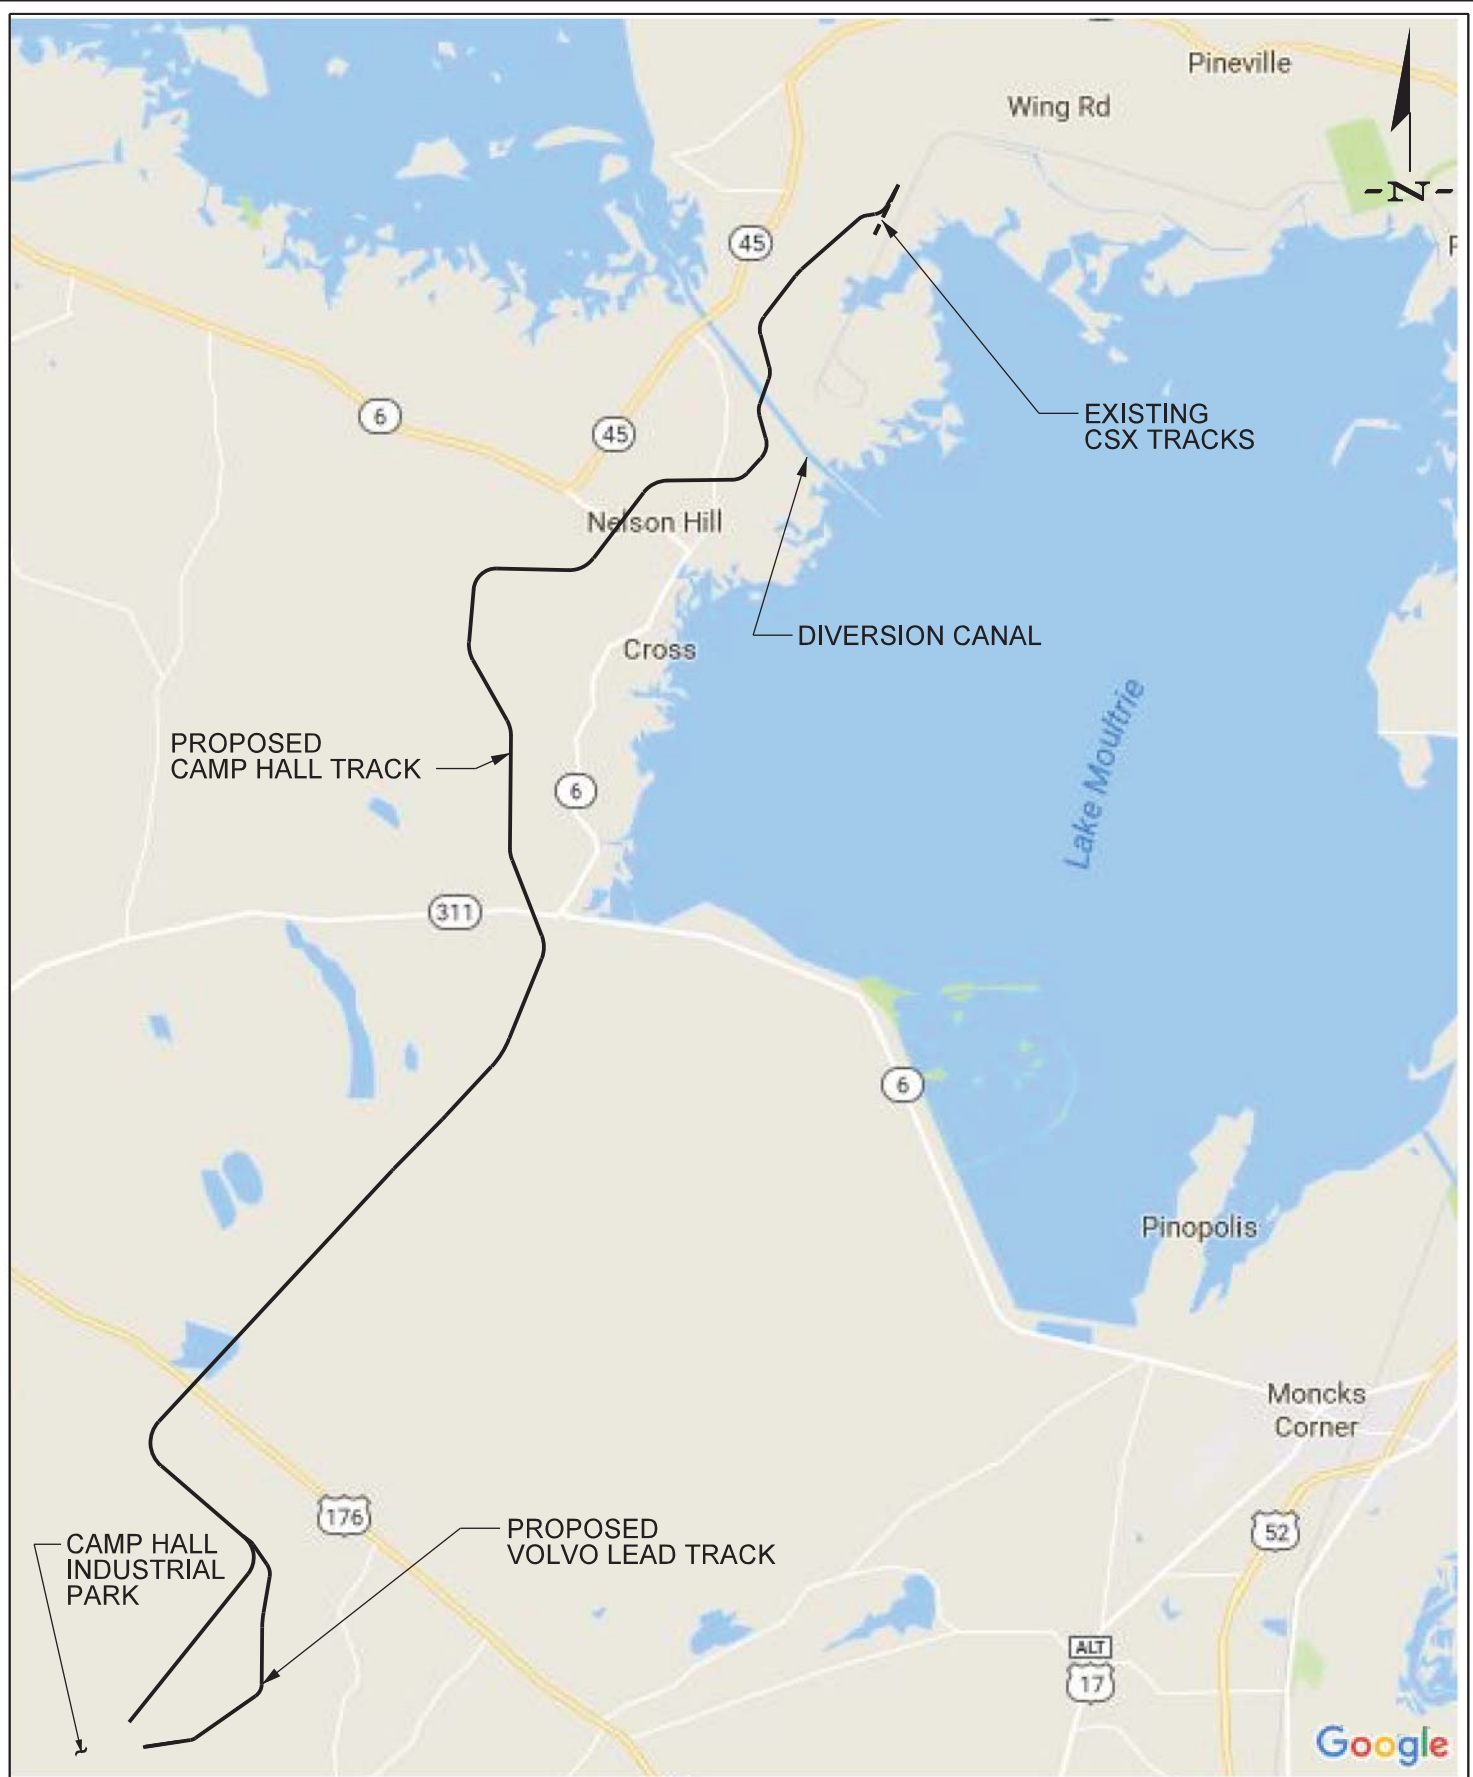 Pineville
Wing Rd
-N-
45
EXISTING
CSX TRACKS
6
45
Nelson Hill
DIVERSION CANAL
Cross
PROPOSED
CAMP HALL TRACK
Lake Moultrie
6
311
6
Pinopolis
Moncks
Corner
176
PROPOSED
VOLVO LEAD TRACK
52
CAMP HALL
INDUSTRIAL
PARK
ALT
17
Google